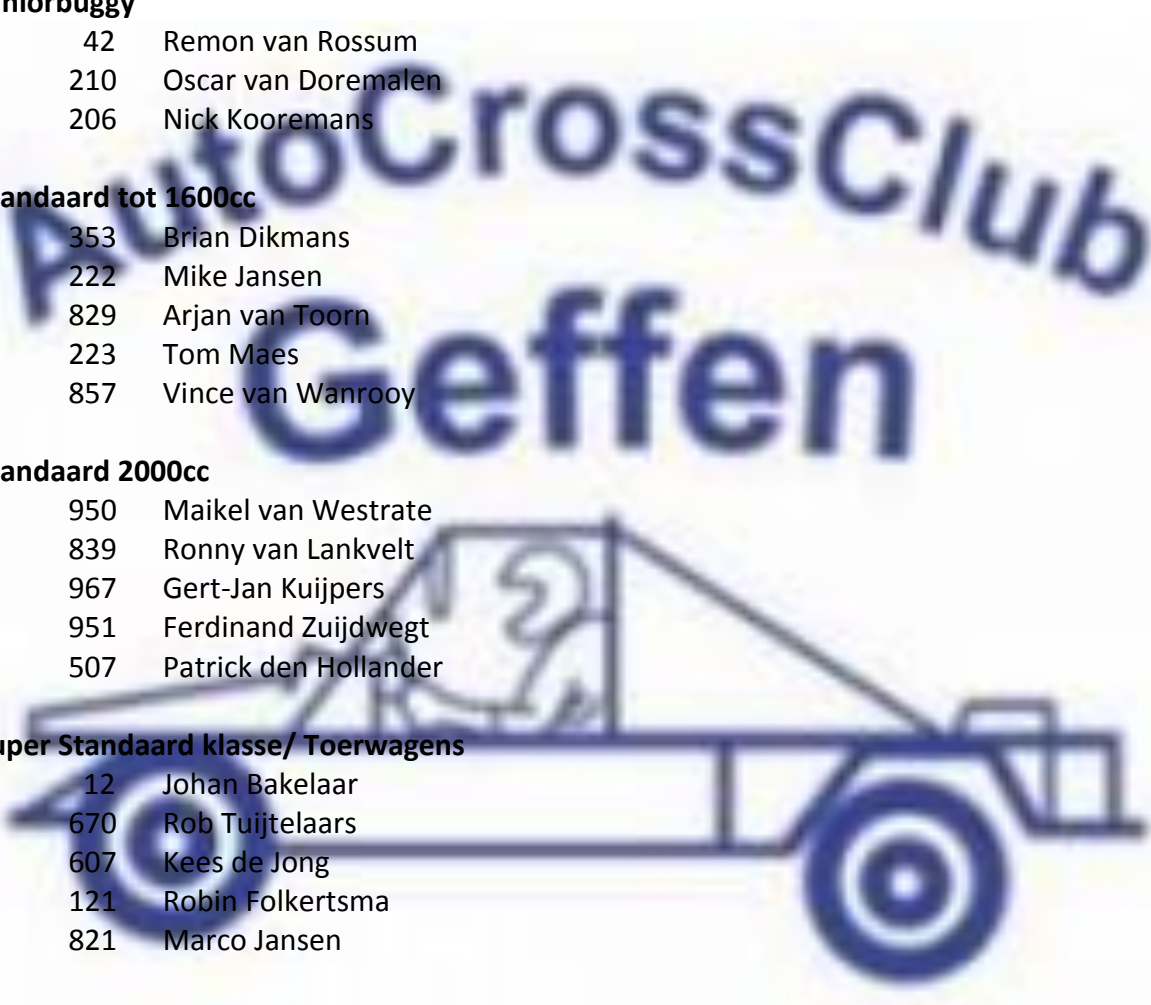 niorbuggy
42 Remon van Rossum
210 Oscar van Doremalen
206 Nick Kooremans
AutoCrossClub
andaard tot 1600cc
353 Brian Dikmans
222 Mike Jansen
829 Arjan van Toorn
223 Tom Maes
857 Vince van Wanrooy
Geffen
andaard 2000cc
950 Maikel van Westrate
839 Ronny van Lankvelt
967 Gert-Jan Kuijpers
951 Ferdinand Zuijdwegt
507 Patrick den Hollander
uper Standaard klasse/ Toerwagens
12 Johan Bakelaar
670 Rob Tuijtelaars
607 Kees de Jong
121 Robin Folkertsma
821 Marco Jansen